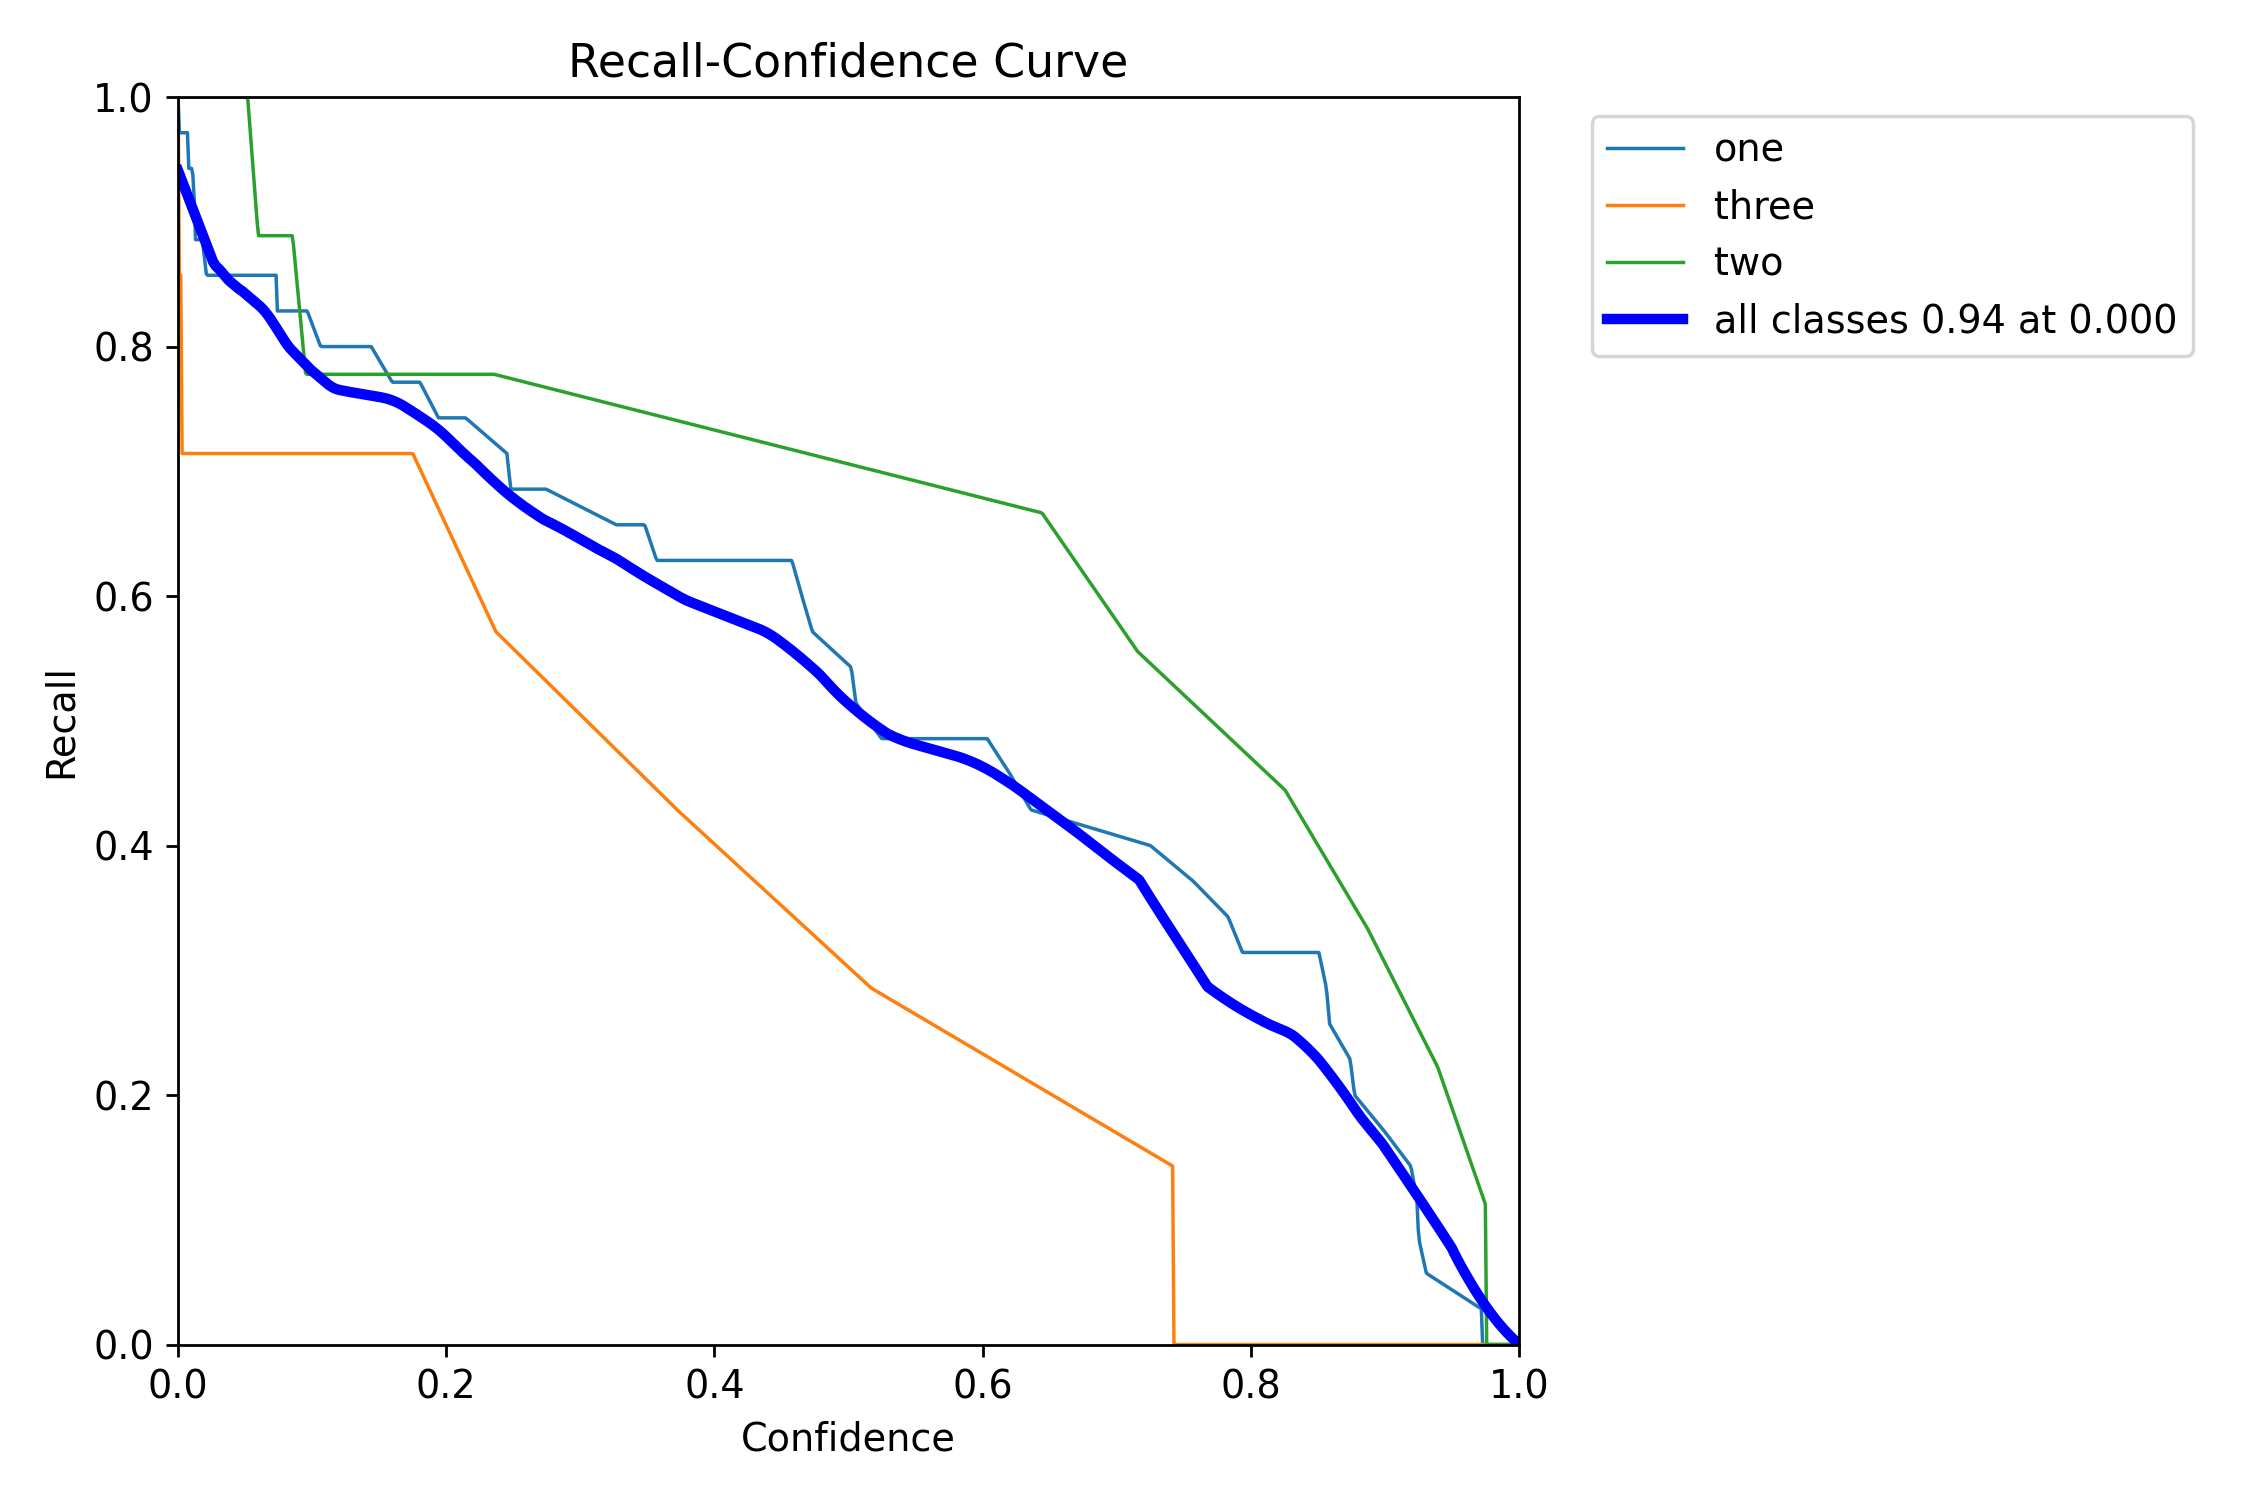 Recall-Confidence Curve
1.0
0.8
0.6
0.4
0.2
0.0
Recall
0.0 0.2 0.4 0.6 0.8 1.0
Confidence
one
three
two
all classes 0.94 at 0.000